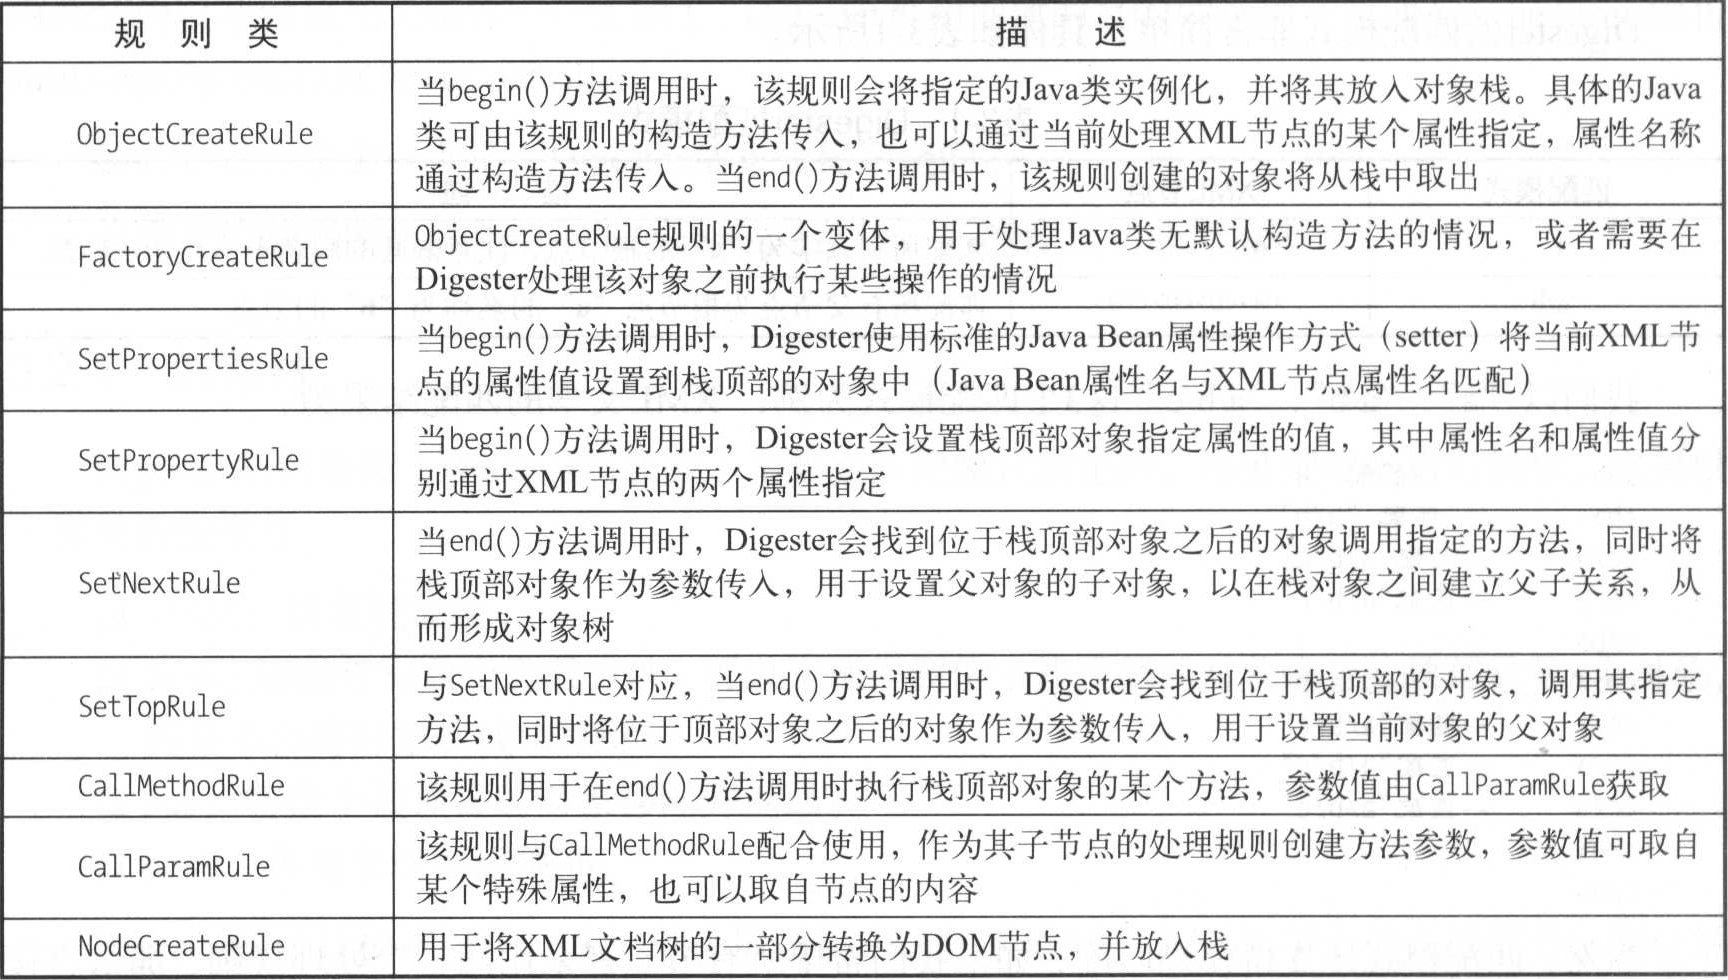 规则类
描述
ObjectCreateRule
当begin()方法调用时，该规则会将指定的Java类实例化，并将其放入对象栈。具体的Java
类可由该规则的构造方法传入，也可以通过当前处理XML节点的某个属性指定，属性名称
通过构造方法传入。当end()方法调用时，该规则创建的对象将从栈中取出
FactoryCreateRule
ObjectCreateRule规则的一个变体，用于处理Java类无默认构造方法的情况，或者需要在
Digester处理该对象之前执行某些操作的情况
SetPropertiesRule
当begin()方法调用时，Digester使用标准的Java Bean属性操作方式（setter）将当前XML节
点的属性值设置到栈顶部的对象中（Java Bean属性名与XML节点属性名匹配）
SetPropertyRule
当begin()方法调用时，Digester会设置栈顶部对象指定属性的值，其中属性名和属性值分
别通过XML节点的两个属性指定
SetNextRule
当end()方法调用时，Digester会找到位于栈顶部对象之后的对象调用指定的方法，同时将
栈顶部对象作为参数传入，用于设置父对象的子对象，以在栈对象之间建立父子关系，从
而形成对象树
SetTopRule
与SetNextRule对应，当end()方法调用时，Digester会找到位于栈顶部的对象，调用其指定
方法，同时将位于顶部对象之后的对象作为参数传入，用于设置当前对象的父对象
CallMethodRule
该规则用于在end()方法调用时执行栈顶部对象的某个方法，参数值由CallParamRule获取
CallParamRule
该规则与CallMethodRule配合使用，作为其子节点的处理规则创建方法参数，参数值可取自
某个特殊属性，也可以取自节点的内容
NodeCreateRule
用于将XML文档树的一部分转换为DOM节点，并放入栈